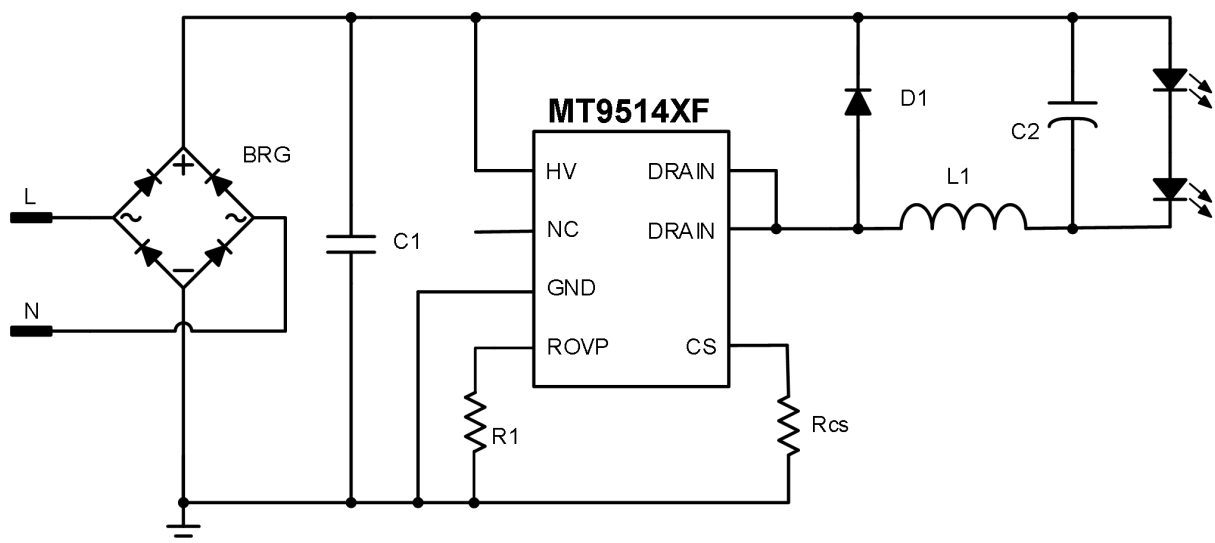 MT9514XF
D1
C2
BRG
+
HV
DRAIN
L
L1
~
~
NC
DRAIN
C1
−
GND
N
ROVP
CS
R1
Rcs